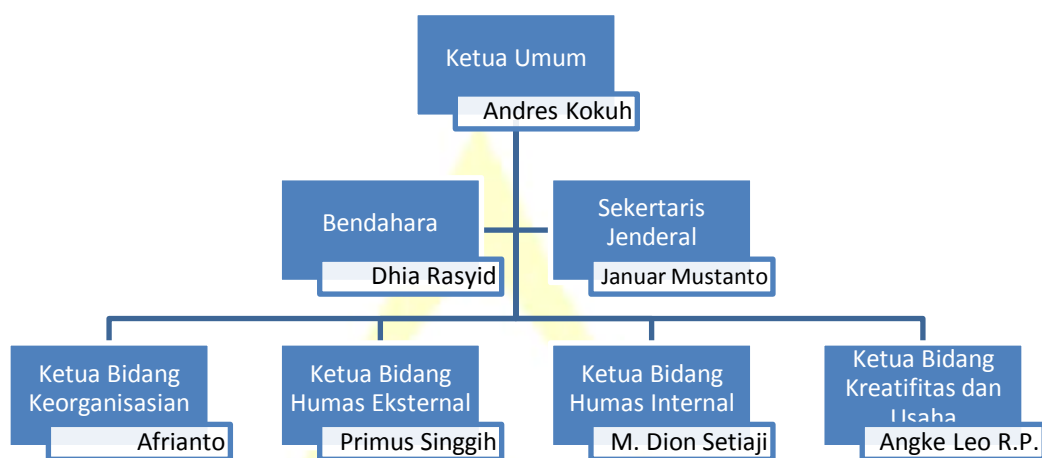 Ketua Umum
Andres Kokuh
Bendahara
Dhia Rasyid
Sekertaris
Jenderal
Januar Mustanto
Ketua Bidang
Keorganisasian
Afrianto
Ketua Bidang
Humas Eksternal
Primus Singgih
Ketua Bidang
Humas Internal
M. Dion Setiaji
Ketua Bidang
Kreatifitas dan
Usaha
Angke Leo R.P.